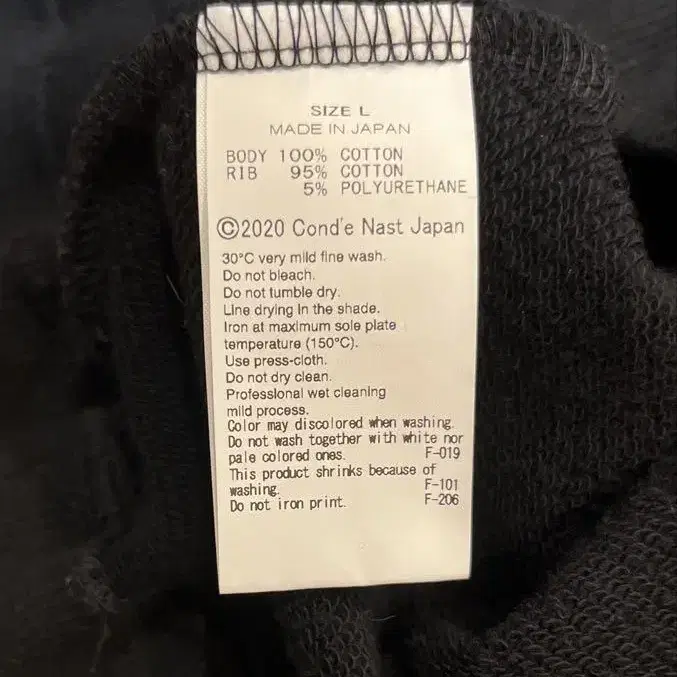 SIZE L
MADE IN JAPAN
BODY 100% COTTON
RIB 95% COTTON
5% POLYURETHANE
©2020 Cond'e Nast Japan
30°C very mild fine wash.
Do not bleach.
Do not tumble dry.
Line drying in the shade.
Iron at maximum sole plate
temperature (150°C).
Use press-cloth.
Do not dry clean.
Professional wet cleaning
mild process.
Color may discolored when washing.
Do not wash together with white nor
pale colored ones. F-019
This product shrinks because of
washing. F-101
Do not iron print. F-206